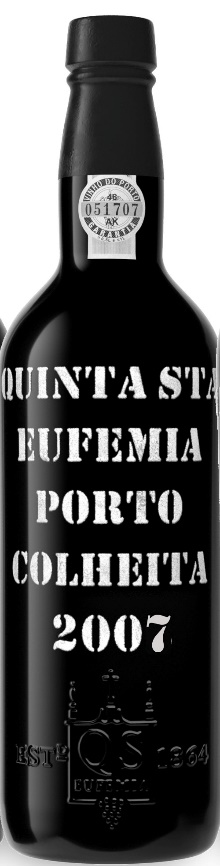 VINHO DO PORTO
46
051707
AK
GARANTIA
QUINTA STA
EUFEMIA
PORTO
COLHEITA
2007
ESTD QS 1864
EUFEMIA